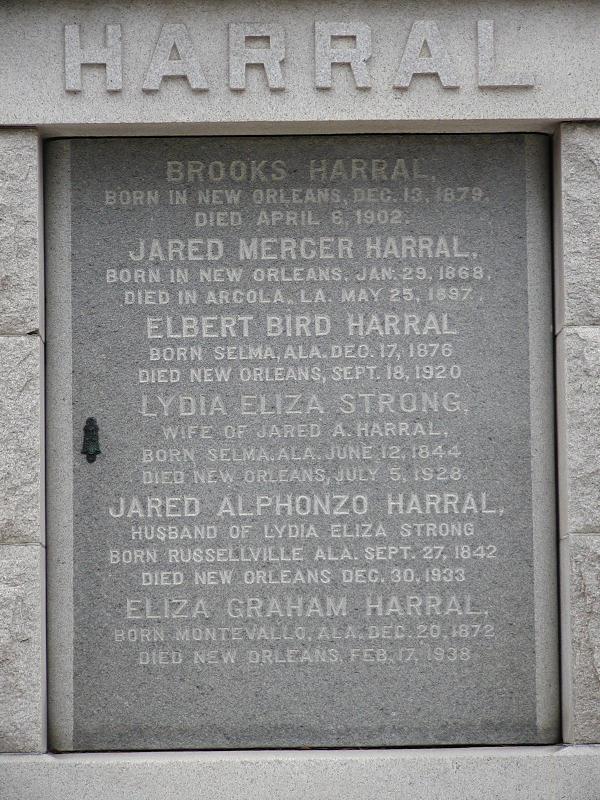 HARRAL
BROOKS HARRAL,
BORN IN NEW ORLEANS, DEC. 13, 1879,
DIED APRIL 6, 1902.
JARED MERCER HARRAL,
BORN IN NEW ORLEANS, JAN. 29, 1868,
DIED IN ARCOLA, LA. MAY 25, 1897,
ELBERT BIRD HARRAL
BORN SELMA, ALA. DEC. 17, 1876
DIED NEW ORLEANS, SEPT. 18, 1920
LYDIA ELIZA STRONG,
WIFE OF JARED A. HARRAL,
BORN SELMA, ALA. JUNE 12, 1844
DIED NEW ORLEANS, JULY 5, 1928.
JARED ALPHONZO HARRAL,
HUSBAND OF LYDIA ELIZA STRONG
BORN RUSSELLVILLE ALA. SEPT. 27, 1842
DIED NEW ORLEANS DEC. 30, 1933
ELIZA GRAHAM HARRAL,
BORN MONTEVALLO, ALA. DEC. 20, 1872
DIED NEW ORLEANS, FEB. 17, 1938